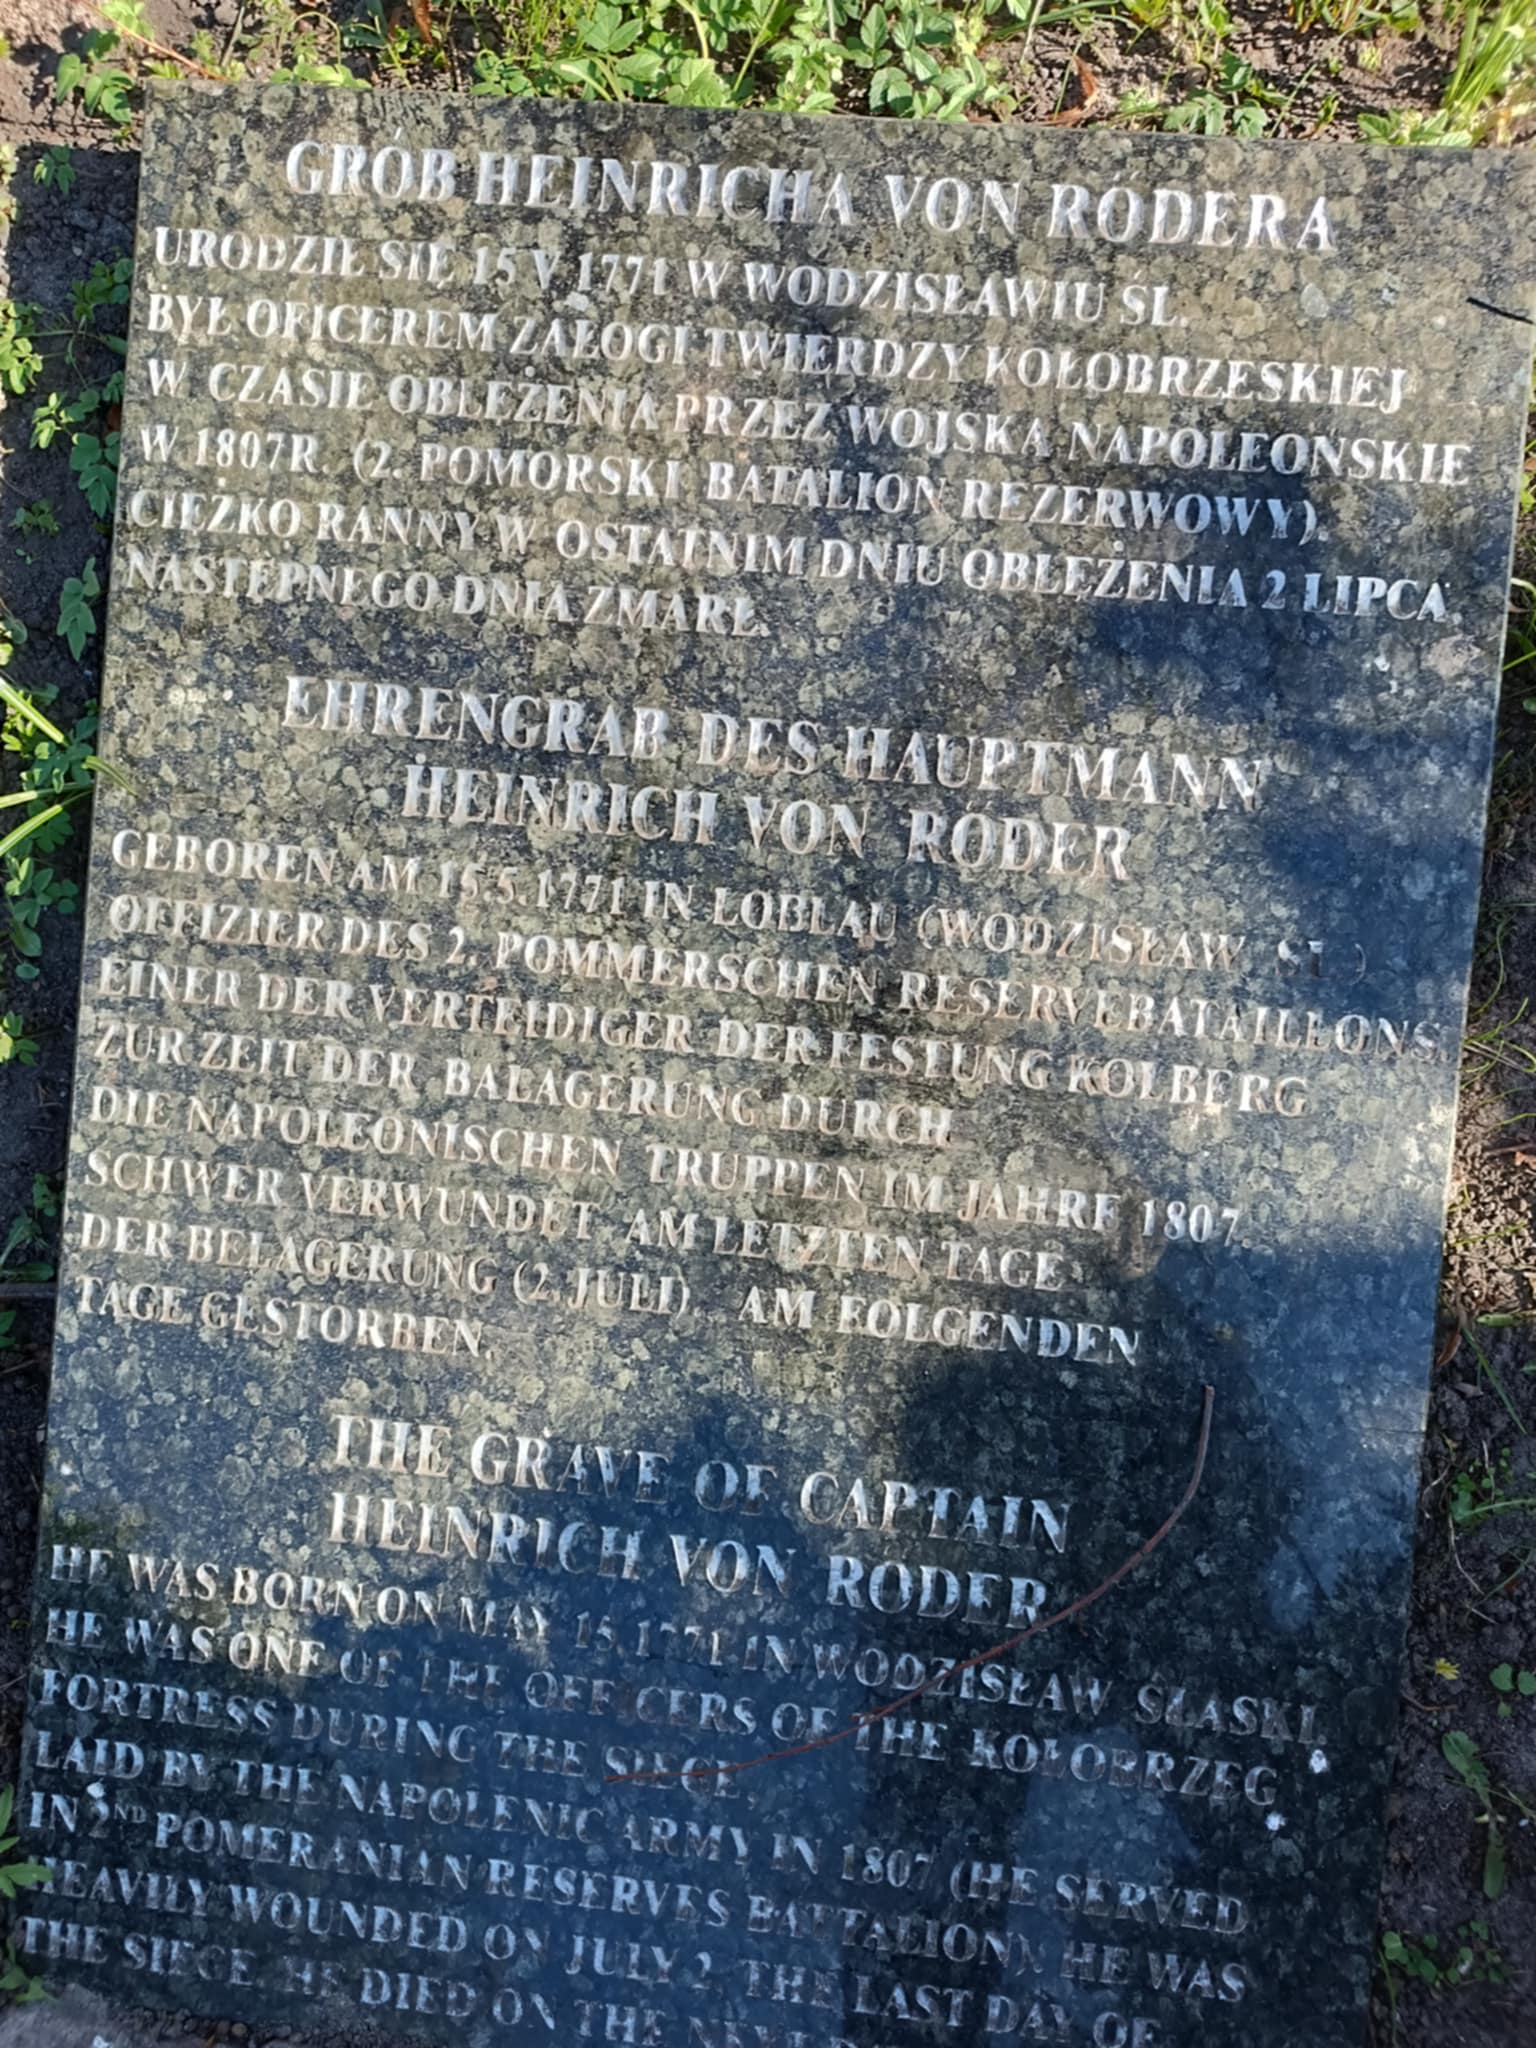 GRÓB HEINRICHA VON RÖDERA
URODZIŁ SIĘ 15 V 1771 W WODZISŁAWIU ŚL.
BYŁ OFICEREM ZAŁOGI TWIERDZY KOŁOBRZESKIEJ
W CZASIE OBLĘŻENIA PRZEZ WOJSKA NAPOLEOŃSKIE
W 1807R. (2. POMORSKI BATALION REZERWOWY).
CIĘŻKO RANNY W OSTATNIM DNIU OBLĘŻENIA 2 LIPCA.
NASTĘPNEGO DNIA ZMARŁ.
EHRENGRAB DES HAUPTMANN
HEINRICH VON RÖDER
GEBOREN AM 15.5.1771 IN LOBLAU (WODZISŁAW ŚL.)
OFFIZIER DES 2. POMMERSCHEN RESERVEBATAILLONS.
EINER DER VERTEIDIGER DER FESTUNG KOLBERG
ZUR ZEIT DER BALAGERUNG DURCH
DIE NAPOLEONISCHEN TRUPPEN IM JAHRE 1807.
SCHWER VERWUNDET AM LETZTEN TAGE
DER BELAGERUNG (2. JULI). AM FOLGENDEN
TAGE GESTORBEN.
THE GRAVE OF CAPTAIN
HEINRICH VON RODER
HE WAS BORN ON MAY 15, 1771 IN WODZISŁAW ŚLĄSKI.
HE WAS ONE OF THE OFFICERS OF THE KOŁOBRZEG
FORTRESS DURING THE SIEGE,
LAID BY THE NAPOLENIC ARMY IN 1807 (HE SERVED
IN 2ND POMERANIAN RESERVES BATTALION). HE WAS
HEAVILY WOUNDED ON JULY 2, THE LAST DAY OF
THE SIEGE. HE DIED ON THE